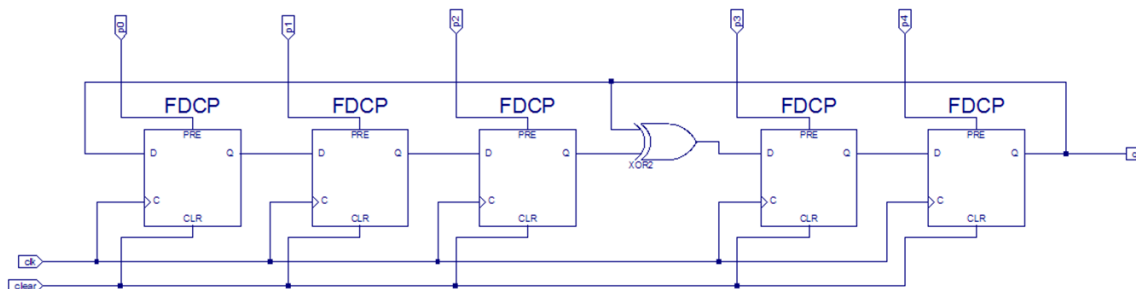 p0 p1 p2 p3 p4
FDCP FDCP FDCP FDCP FDCP
PRE PRE PRE PRE PRE
D Q D Q D Q XOR2 D Q D Q
C C C C C
CLR CLR CLR CLR CLR
clk
clear